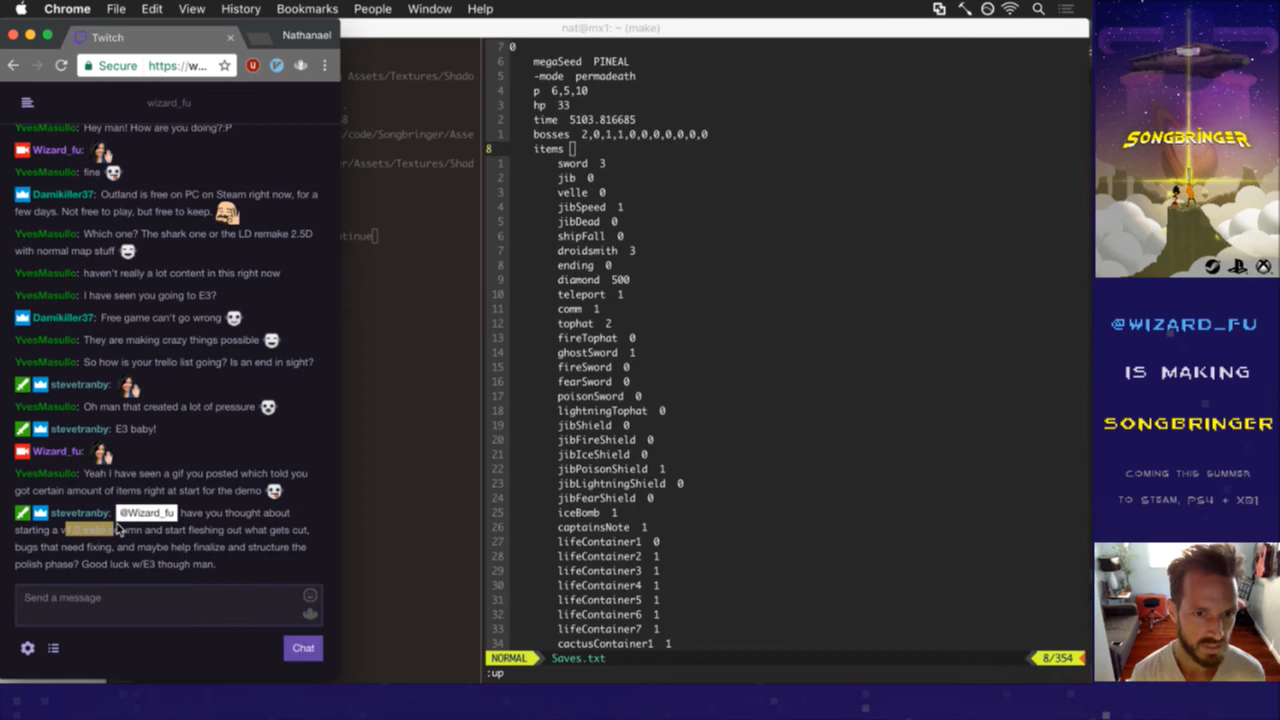 Chrome File Edit View History Bookmarks People Window Help
Twitch
Nathanael
Secure
https://w...
wizard_fu
YvesMasullo: Hey man! How are you doing?:P
Wizard_fu:
YvesMasullo: fine
Damikiller37: Outland is free on PC on Steam right now, for a
few days. Not free to play, but free to keep.
YvesMasullo: Which one? The shark one or the LD remake 2.5D
with normal map stuff
YvesMasullo: haven't really a lot content in this right now
YvesMasullo: I have seen you going to E3?
Damikiller37: Free game can't go wrong
YvesMasullo: They are making crazy things possible
YvesMasullo: So how is your trello list going? Is an end in sight?
stevetranby:
YvesMasullo: Oh man that created a lot of pressure
stevetranby: E3 baby!
Wizard_fu:
YvesMasullo: Yeah I have seen a gif you posted which told you
got certain amount of items right at start for the demo
stevetranby: @Wizard_fu have you thought about
starting a
and start fleshing out what gets cut,
bugs that need fixing, and maybe help finalize and structure the
polish phase? Good luck w/E3 though man.
Send a message
Chat
Assets/Textures/Shado
/code/Songbringer/Asse
er/Assets/Textures/Shad
tinue]
nat@mx1: ~ (make)
7 0
6 megaSeed PINEAL
5 -mode permadeath
4 p 6,5,10
3 hp 33
2 time 5103.816685
1 bosses 2,0,1,1,0,0,0,0,0,0,0
8 items
1 sword 3
2 jib 0
3 velle 0
4 jibSpeed 1
5 jibDead 0
6 shipFall 0
7 droidsmith 3
8 ending 0
9 diamond 500
10 teleport 1
11 comm 1
12 tophat 2
13 fireTophat 0
14 ghostSword 1
15 fireSword 0
16 fearSword 0
17 poisonSword 0
18 lightningTophat 0
19 jibShield 0
20 jibFireShield 0
21 jibIceShield 0
22 jibPoisonShield 1
23 jibLightningShield 0
24 jibFearShield 0
25 iceBomb 1
26 captainsNote 1
27 lifeContainer1 0
28 lifeContainer2 1
29 lifeContainer3 1
30 lifeContainer4 1
31 lifeContainer5 1
32 lifeContainer6 1
33 lifeContainer7 1
34 cactusContainer1 1
NORMAL Saves.txt 8/354
:up
SONGBRINGER
@WIZARD_FU
IS MAKING
SONGBRINGER
COMING THIS SUMMER
TO STEAM, PS4 + XB1